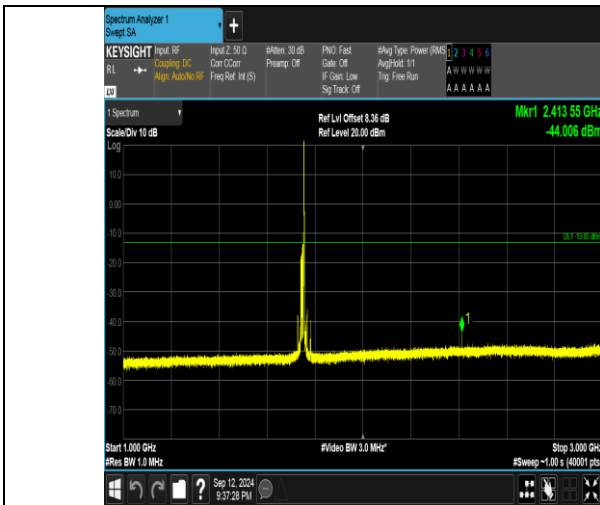 Spectrum Analyzer 1
Swept SA
KEYSIGHT Input: RF Input Z: 50 Ω #Atten: 30 dB PNO: Fast #Avg Type: Power (RMS 1 2 3 4 5 6
RL Coupling: DC Corr CCorr Preamp: Off Gate: Off Avg|Hold: 1/1 A W W W W W
Align: Auto/No RF Freq Ref: Int (S) IF Gain: Low Trig: Free Run
LXI Sig Track: Off A A A A A A
1 Spectrum Ref Lvl Offset 8.36 dB Mkr1 2.413 55 GHz
Scale/Div 10 dB Ref Level 20.00 dBm -44.006 dBm
Log
10.0
0.00
DL1 -13.00 dBm
-10.0
-20.0
-30.0
-40.0
1
-50.0
-60.0
-70.0
Start 1.000 GHz #Video BW 3.0 MHz* Stop 3.000 GHz
#Res BW 1.0 MHz #Sweep ~1.00 s (40001 pts
? Sep 12, 2024
9:37:28 PM